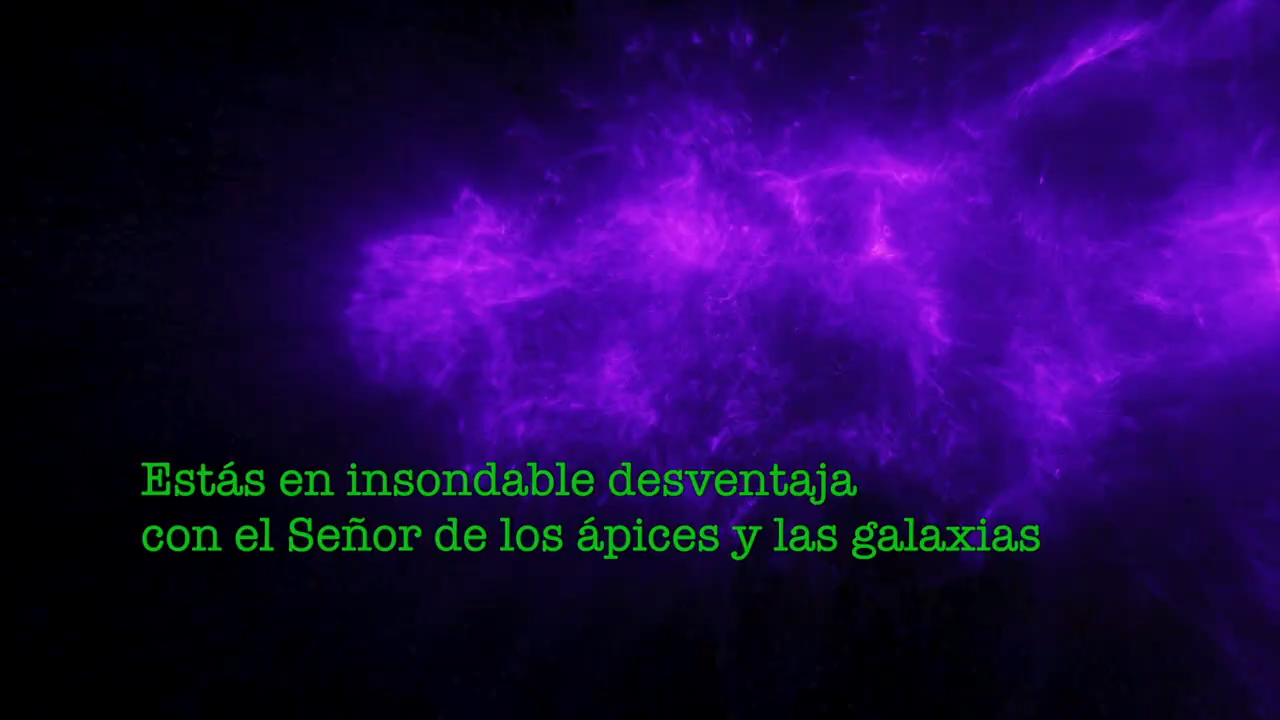 Estás en insondable desventaja
con el Señor de los ápices y las galaxias